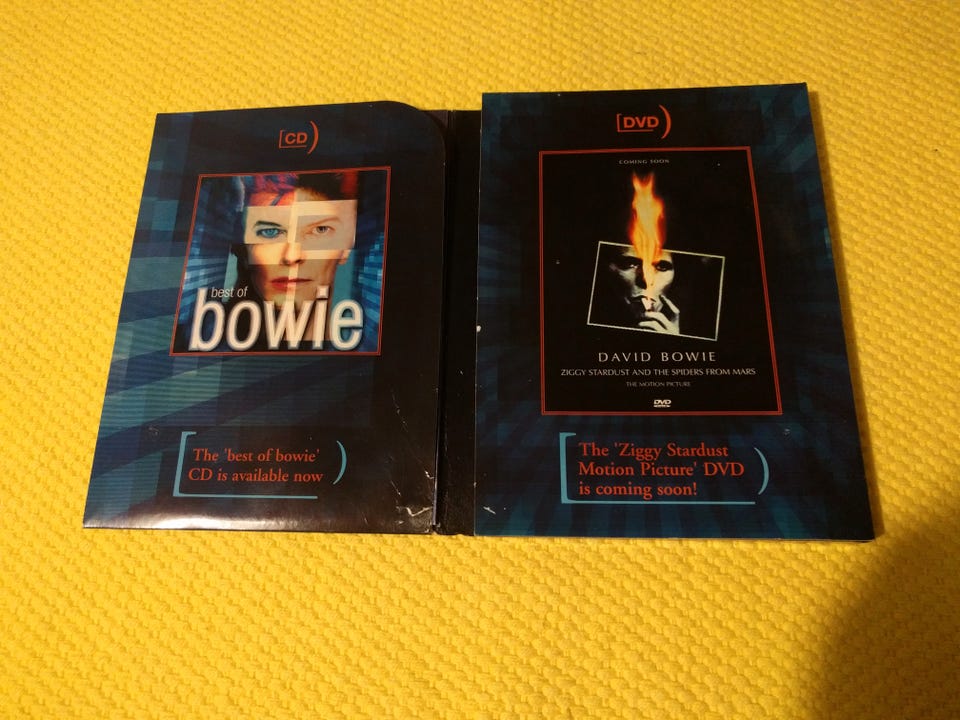 [CD)
best of
bowie
The 'best of bowie'
CD is available now
[DVD)
COMING SOON
DAVID BOWIE
ZIGGY STARDUST AND THE SPIDERS FROM MARS
THE MOTION PICTURE
DVD
The 'Ziggy Stardust
Motion Picture' DVD
is coming soon!